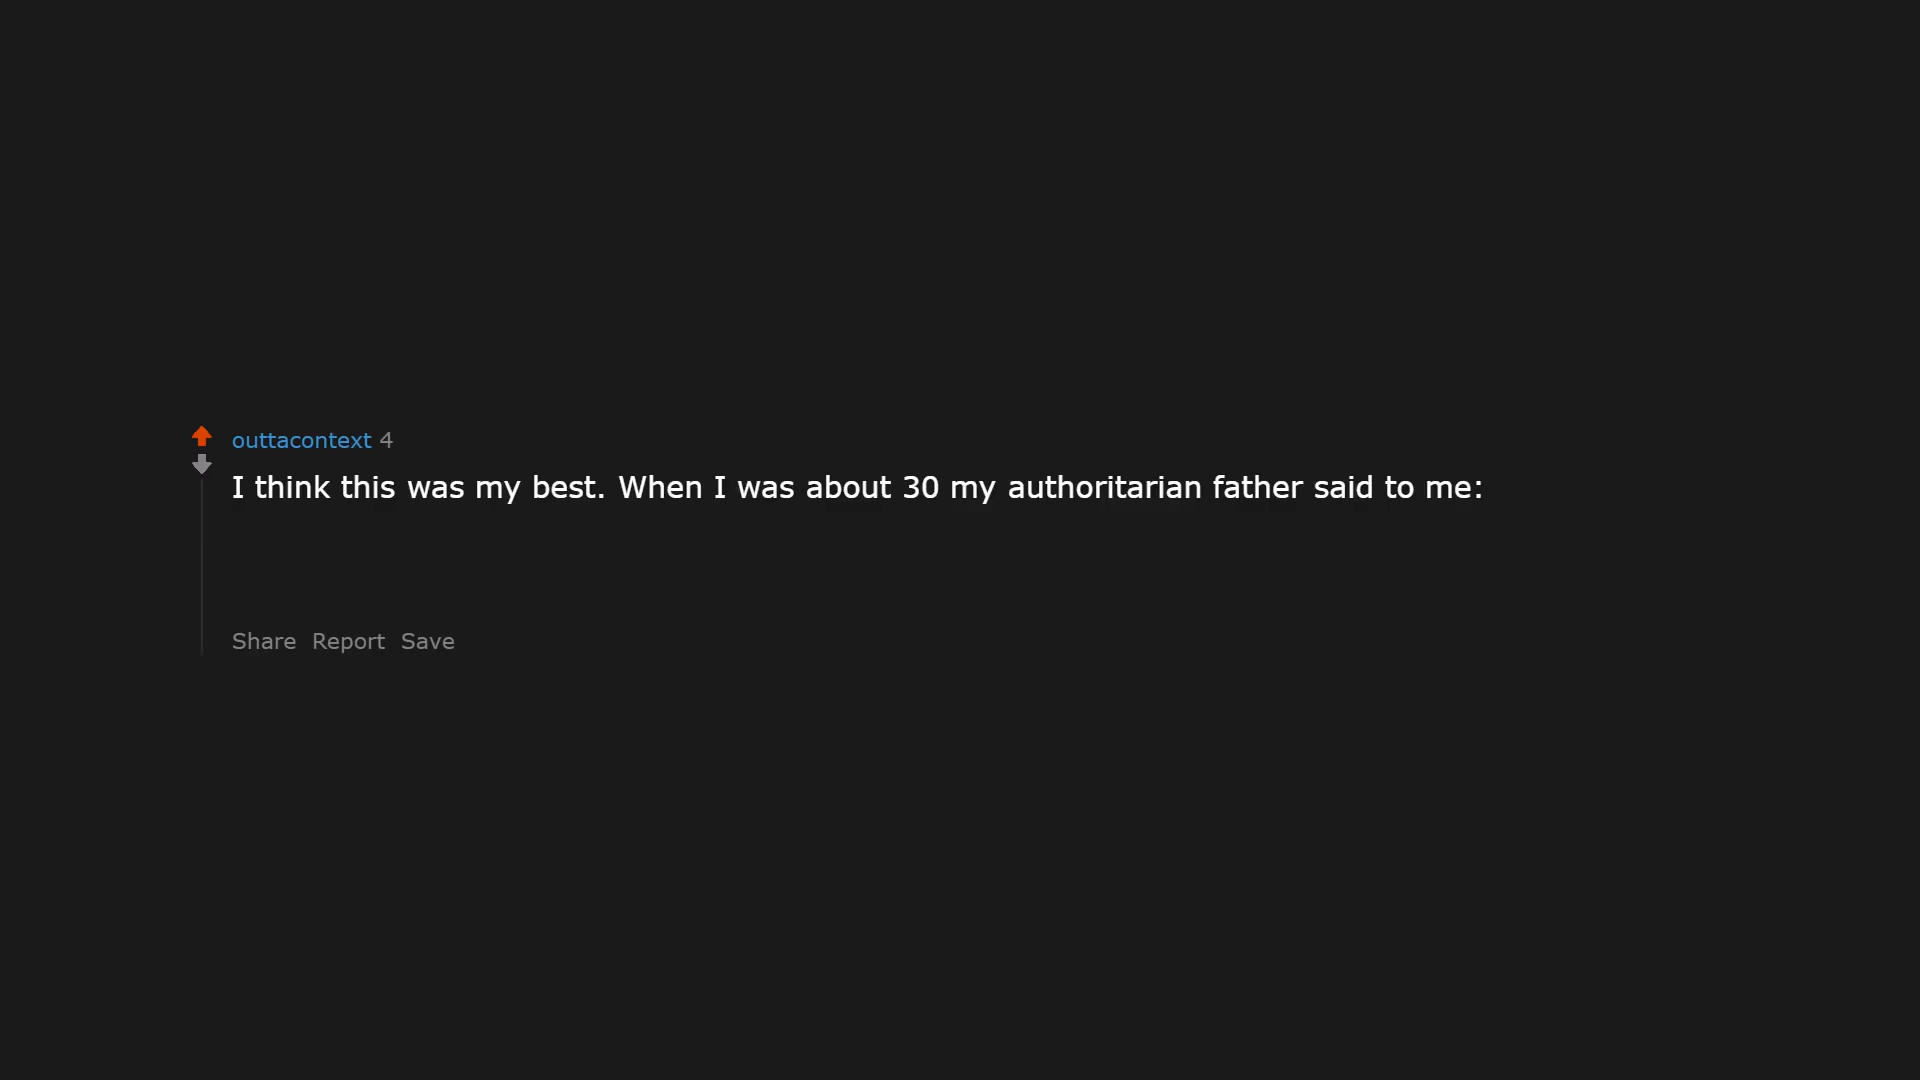 outtacontext 4
I think this was my best. When I was about 30 my authoritarian father said to me:
Share Report Save